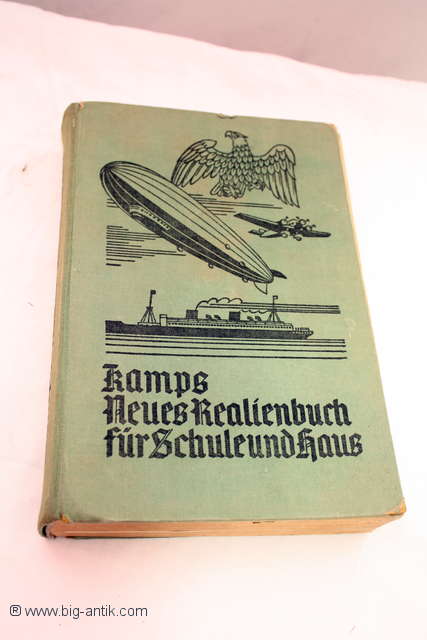 Kamps
Neues Realienbuch
für Schule und Haus
® www.big-antik.com